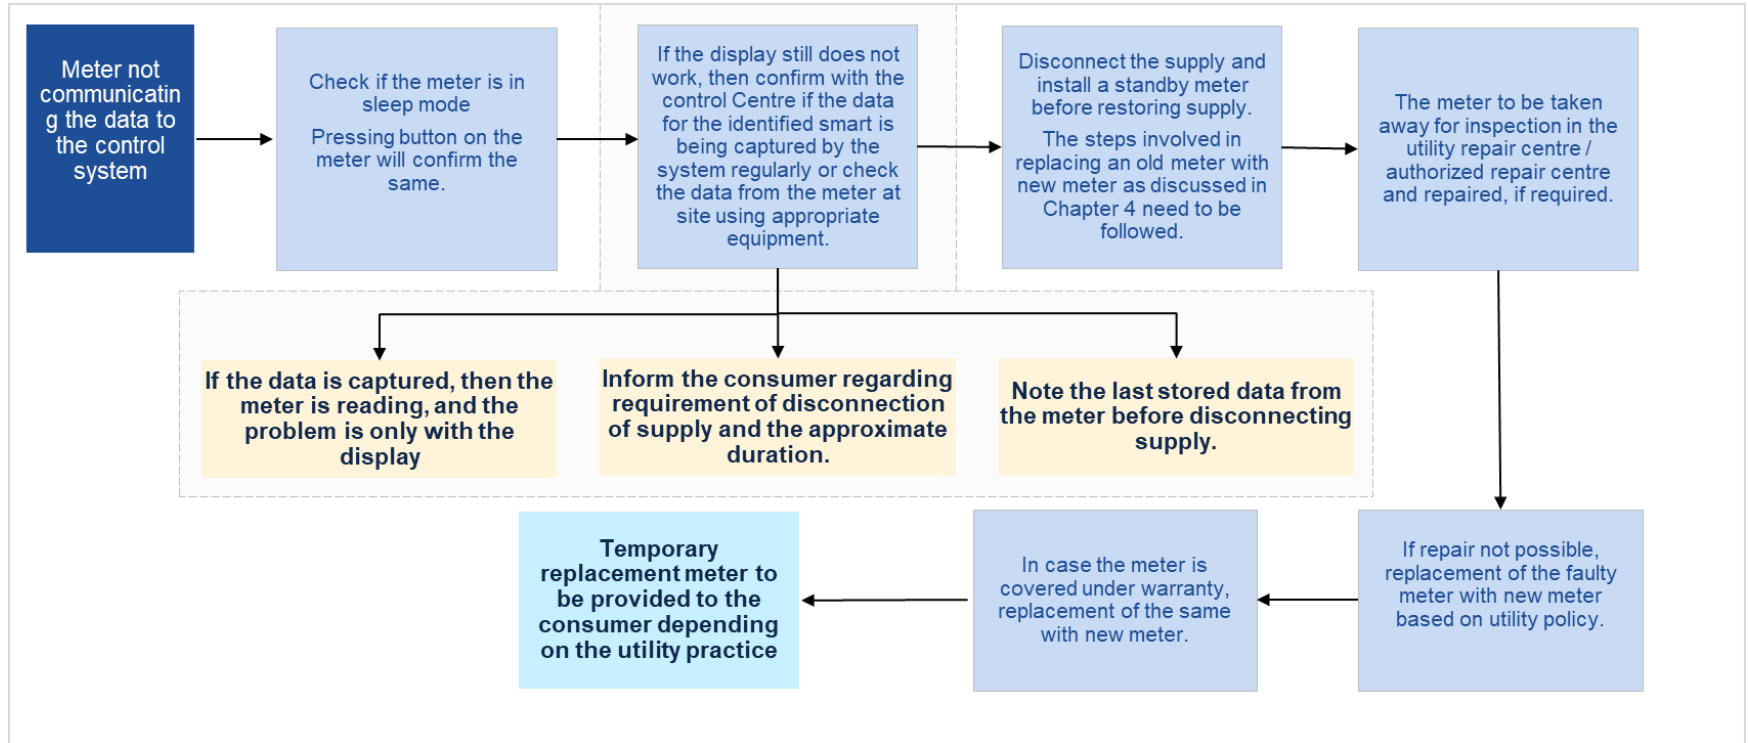 Meter not
communicatin
g the data to
the control
system
Check if the meter is in
sleep mode
Pressing button on the
meter will confirm the
same.
If the display still does not
work, then confirm with the
control Centre if the data
for the identified smart is
being captured by the
system regularly or check
the data from the meter at
site using appropriate
equipment.
Disconnect the supply and
install a standby meter
before restoring supply.
The steps involved in
replacing an old meter with
new meter as discussed in
Chapter 4 need to be
followed.
The meter to be taken
away for inspection in the
utility repair centre /
authorized repair centre
and repaired, if required.
If the data is captured, then the
meter is reading, and the
problem is only with the
display
Inform the consumer regarding
requirement of disconnection
of supply and the approximate
duration.
Note the last stored data from
the meter before disconnecting
supply.
Temporary
replacement meter to
be provided to the
consumer depending
on the utility practice
In case the meter is
covered under warranty,
replacement of the same
with new meter.
If repair not possible,
replacement of the faulty
meter with new meter
based on utility policy.